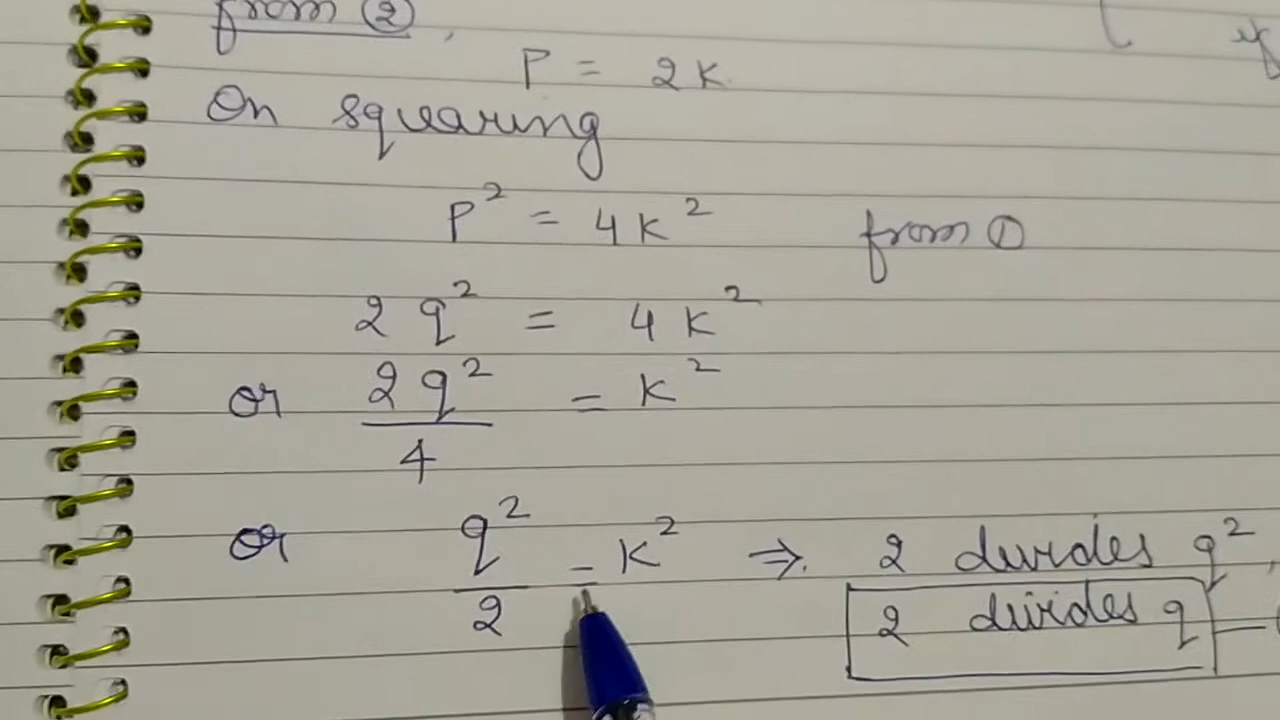 from ②,
P = 2K
On squaring
P² = 4K² from ①
2q² = 4K²
or 2q²/4 = K²
or q²/2 = K² ⇒ 2 divides q²,
2 divides q —